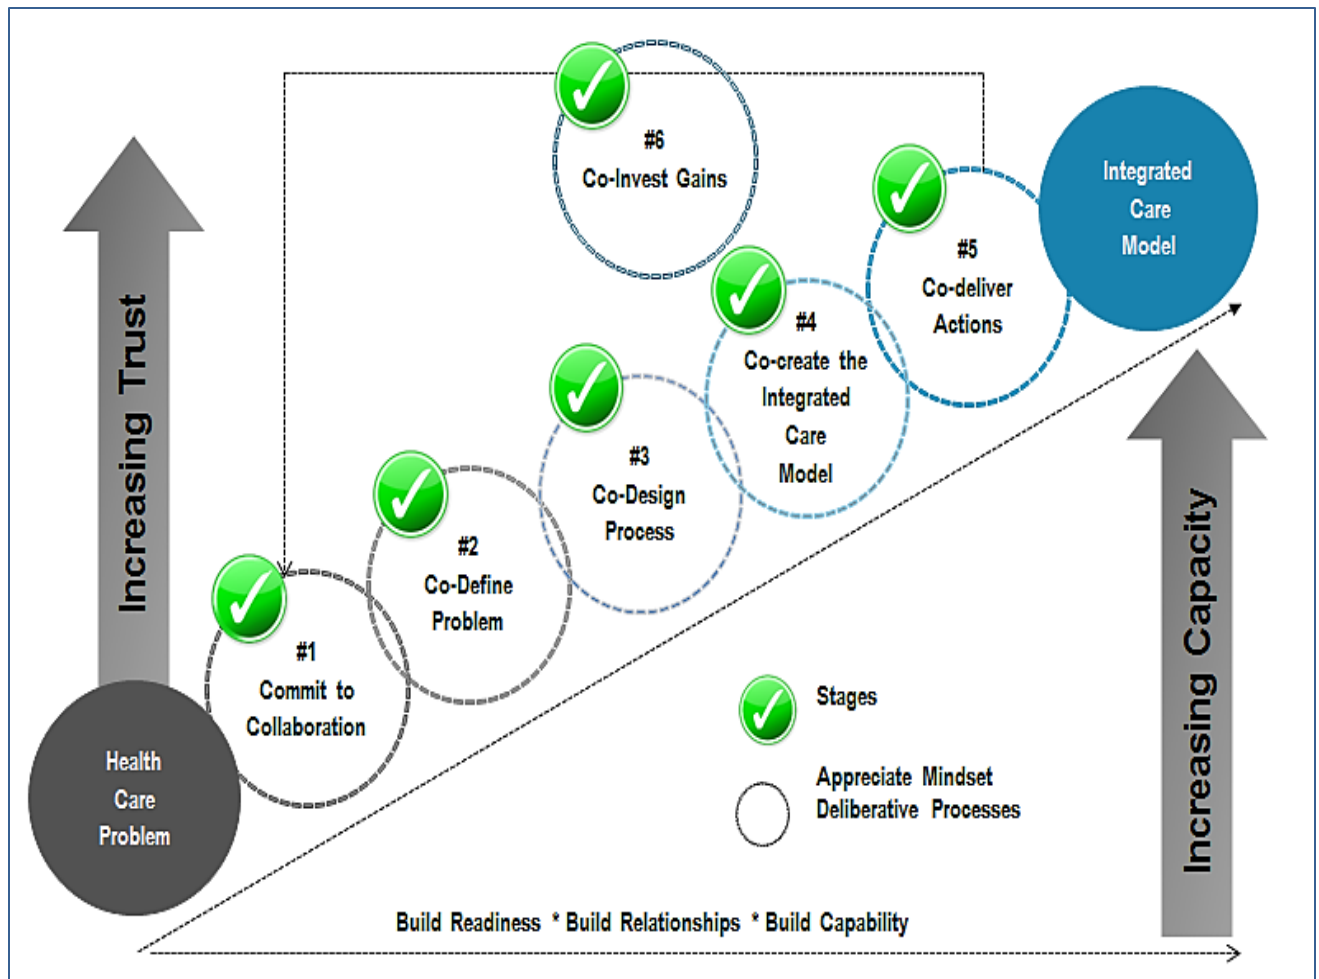 #6
Co-Invest Gains
Integrated
Care
Model
#5
Co-deliver
Actions
#4
Co-create the
Integrated
Care
Model
#3
Co-Design
Process
#2
Co-Define
Problem
#1
Commit to
Collaboration
Health
Care
Problem
Increasing Trust
Increasing Capacity
Stages
Appreciate Mindset
Deliberative Processes
Build Readiness * Build Relationships * Build Capability